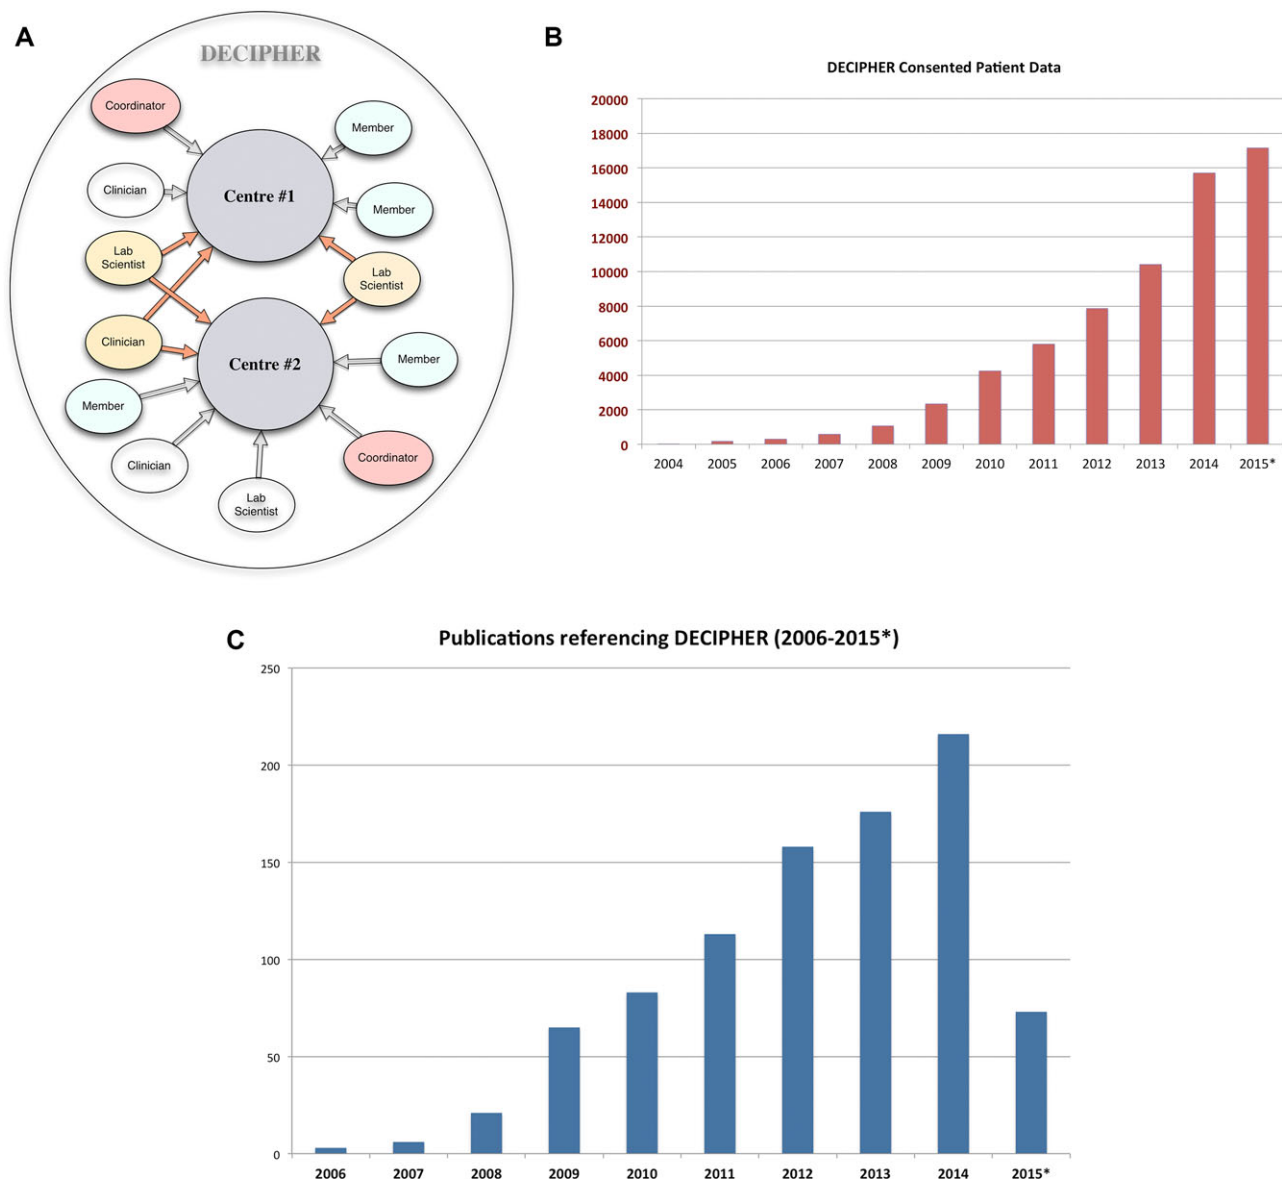 A
DECIPHER
Coordinator
Member
Clinician
Centre #1
Member
Lab
Scientist
Lab
Scientist
Clinician
Centre #2
Member
Member
Clinician
Coordinator
Lab
Scientist
B
DECIPHER Consented Patient Data
20000
18000
16000
14000
12000
10000
8000
6000
4000
2000
0
2004 2005 2006 2007 2008 2009 2010 2011 2012 2013 2014 2015*
C
Publications referencing DECIPHER (2006-2015*)
250
200
150
100
50
0
2006 2007 2008 2009 2010 2011 2012 2013 2014 2015*